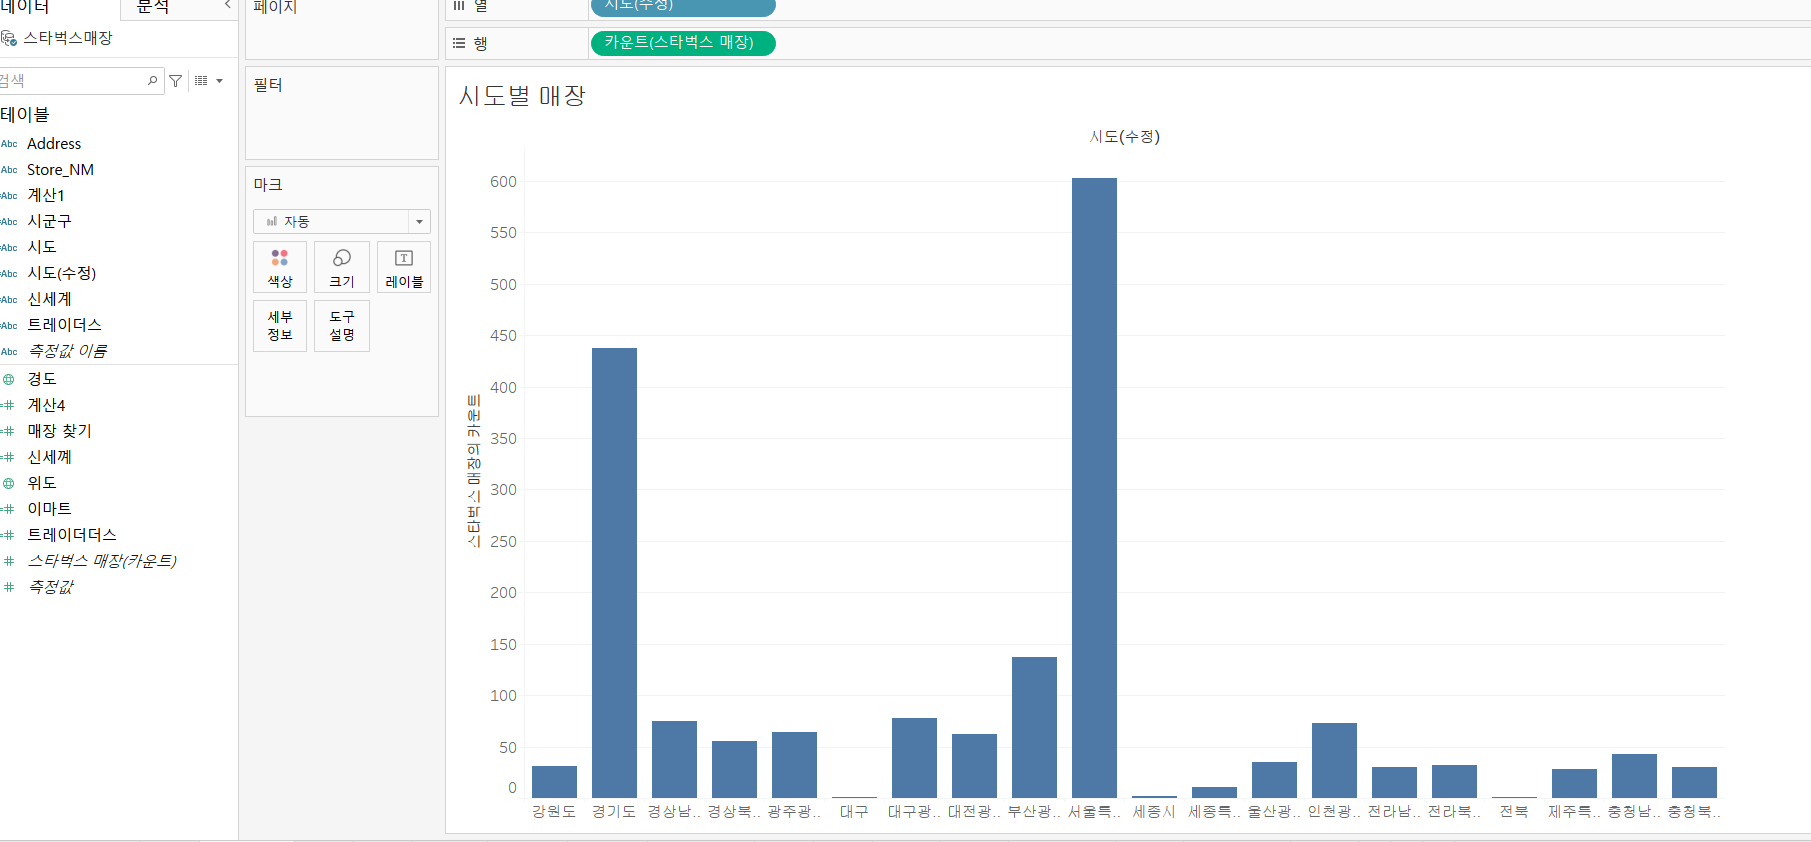 데이터
분석
스타벅스매장
검색
테이블
Address
Store_NM
계산1
시군구
시도
시도(수정)
신세계
트레이더스
측정값 이름
경도
계산4
매장 찾기
신세꼐
위도
이마트
트레이더더스
스타벅스 매장(카운트)
측정값
페이지
필터
마크
자동
색상
크기
레이블
세부
정보
도구
설명
열
시도(수정)
행
카운트(스타벅스 매장)
시도별 매장
시도(수정)
스타벅스 매장의 카운트
600
550
500
450
400
350
300
250
200
150
100
50
0
강원도 경기도 경상남.. 경상북.. 광주광.. 대구 대구광.. 대전광.. 부산광.. 서울특.. 세종시 세종특.. 울산광.. 인천광.. 전라남.. 전라북.. 전북 제주특.. 충청남.. 충청북..